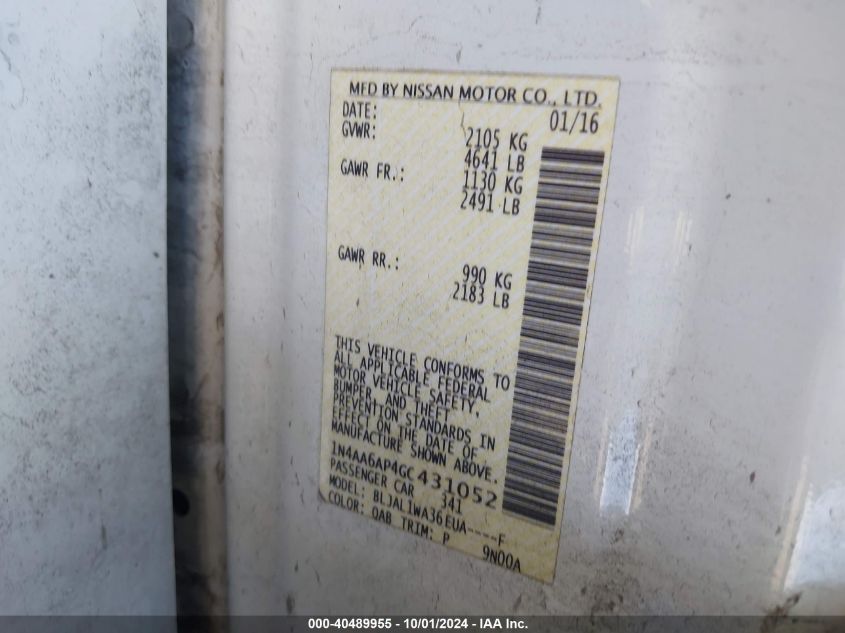 MFD BY NISSAN MOTOR CO., LTD.
DATE: 01/16
GVWR: 2105 KG
4641 LB
GAWR FR.: 1130 KG
2491 LB
GAWR RR.: 990 KG
2183 LB
THIS VEHICLE CONFORMS TO
ALL APPLICABLE FEDERAL
MOTOR VEHICLE SAFETY,
BUMPER, AND THEFT
PREVENTION STANDARDS IN
EFFECT ON THE DATE OF
MANUFACTURE SHOWN ABOVE.
1N4AA6AP4GC431052
PASSENGER CAR 341
MODEL: BLJAL1WA36EUA----F
COLOR: QAB TRIM: P 9N00A
000-40489955 - 10/01/2024 - IAA Inc.